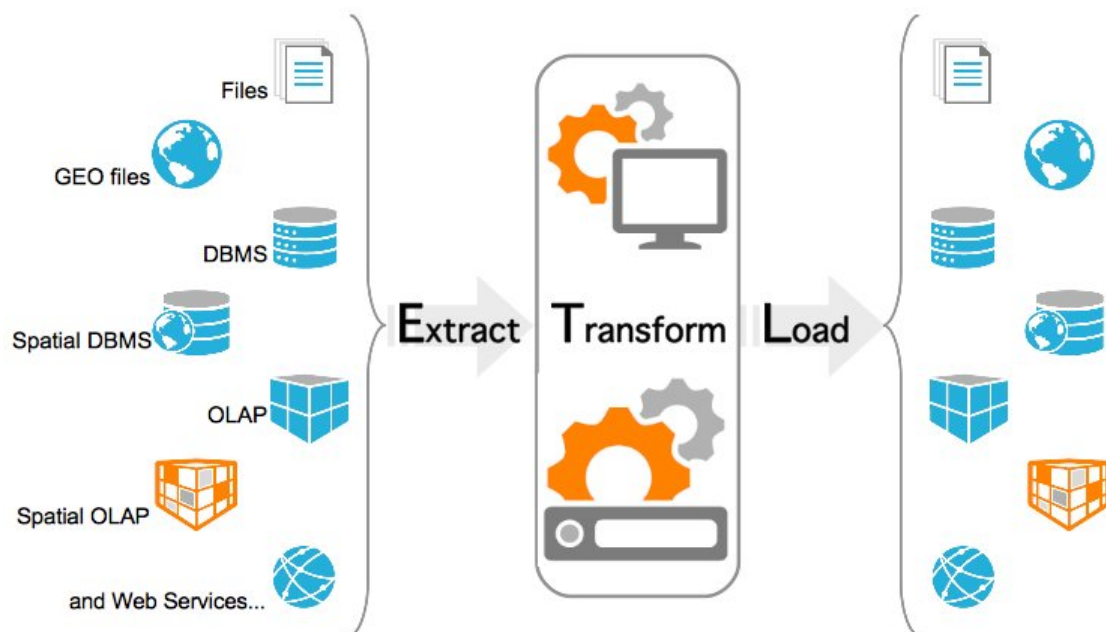 Files
GEO files
DBMS
Spatial DBMS
Extract
Transform
Load
OLAP
Spatial OLAP
and Web Services...